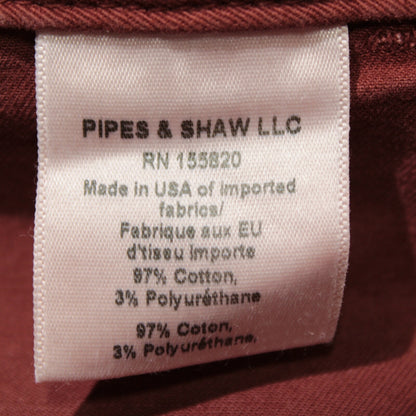 PIPES & SHAW LLC
RN 155820
Made in USA of imported
fabrics/
Fabrique aux EU
d'tissu importe
97% Cotton,
3% Polyuréthane
97% Coton,
3% Polyuréthane,